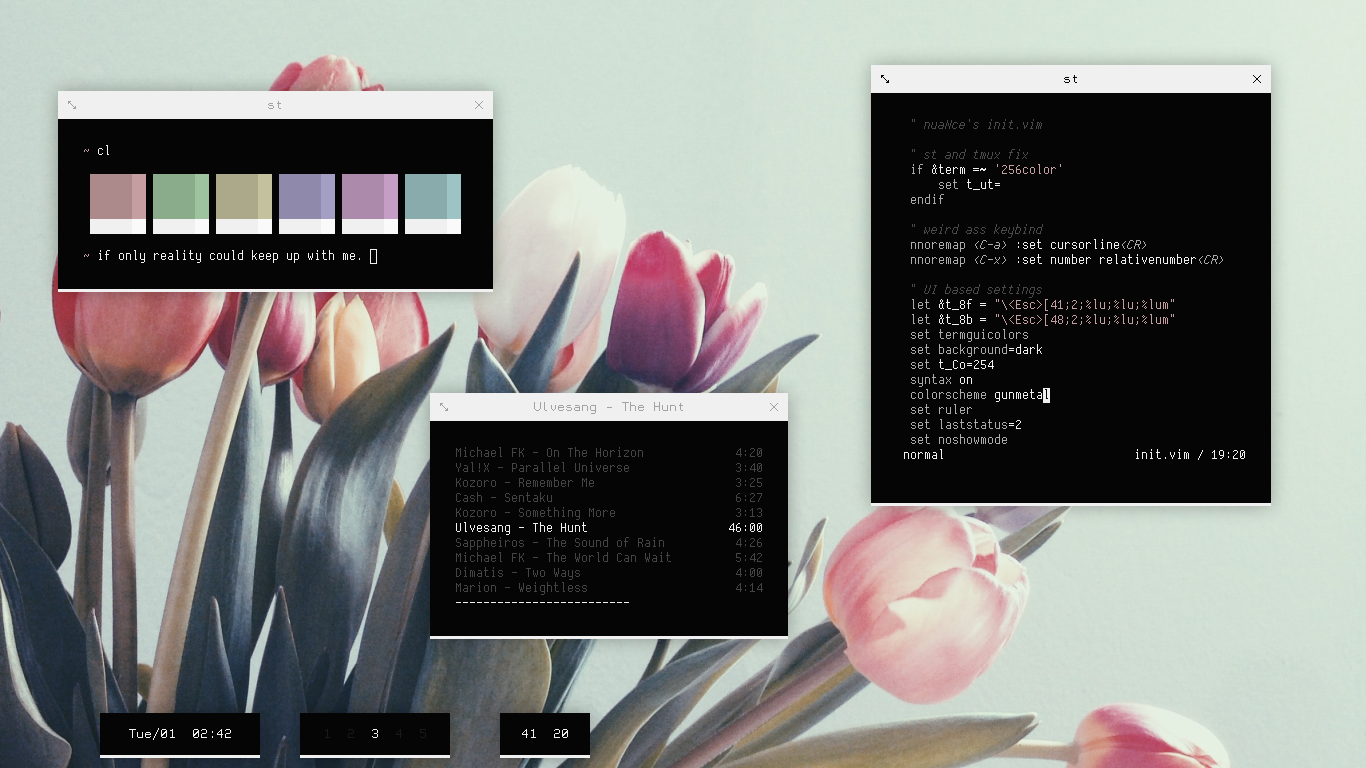 st
~ cl
~ if only reality could keep up with me.
st
" nuaNce's init.vim
" st and tmux fix
if &term =~ '256color'
set t_ut=
endif
" weird ass keybind
nnoremap <C-a> :set cursorline<CR>
nnoremap <C-x> :set number relativenumber<CR>
" UI based settings
let &t_8f = "\<Esc>[41;2;%lu;%lu;%lum"
let &t_8b = "\<Esc>[48;2;%lu;%lu;%lum"
set termguicolors
set background=dark
set t_Co=254
syntax on
colorscheme gunmetal
set ruler
set laststatus=2
set noshowmode
normal init.vim / 19:20
Ulvesang - The Hunt
Michael FK - On The Horizon 4:20
Yal!X - Parallel Universe 3:40
Kozoro - Remember Me 3:25
Cash - Sentaku 6:27
Kozoro - Something More 3:13
Ulvesang - The Hunt 46:00
Sappheiros - The Sound of Rain 4:26
Michael FK - The World Can Wait 5:42
Dimatis - Two Ways 4:00
Marion - Weightless 4:14
-------------------------
Tue/01 02:42
1 2 3 4 5
41 20